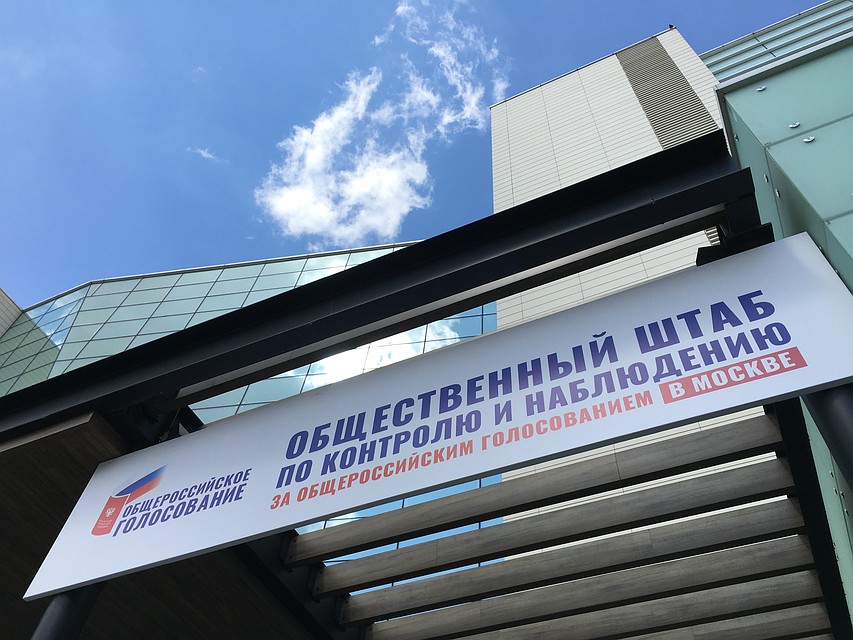 ОБЩЕРОССИЙСКОЕ
ГОЛОСОВАНИЕ
ОБЩЕСТВЕННЫЙ ШТАБ
ПО КОНТРОЛЮ И НАБЛЮДЕНИЮ
ЗА ОБЩЕРОССИЙСКИМ ГОЛОСОВАНИЕМ В МОСКВЕ